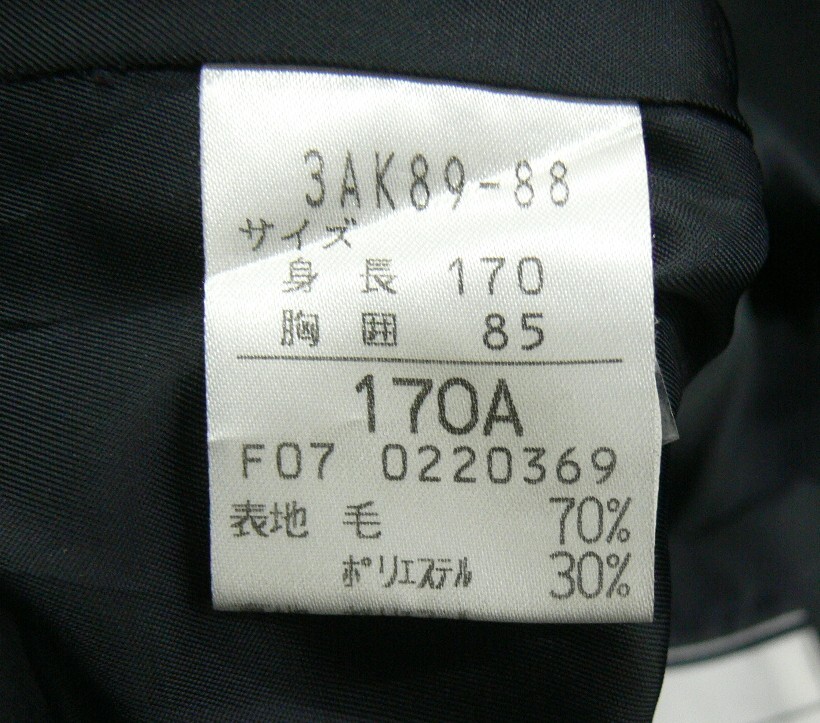 3AK89-88
サイズ
身長 170
胸囲 85
170A
F07 0220369
表地 毛 70%
ポリエステル 30%